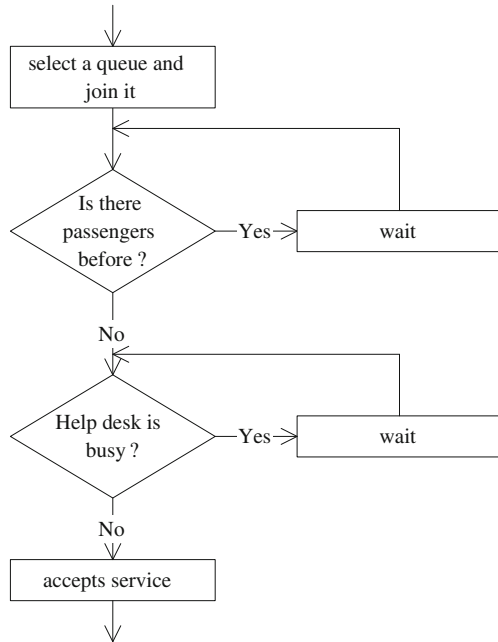 select a queue and
join it
Is there
passengers
before ?
Yes
wait
No
Help desk is
busy ?
Yes
wait
No
accepts service